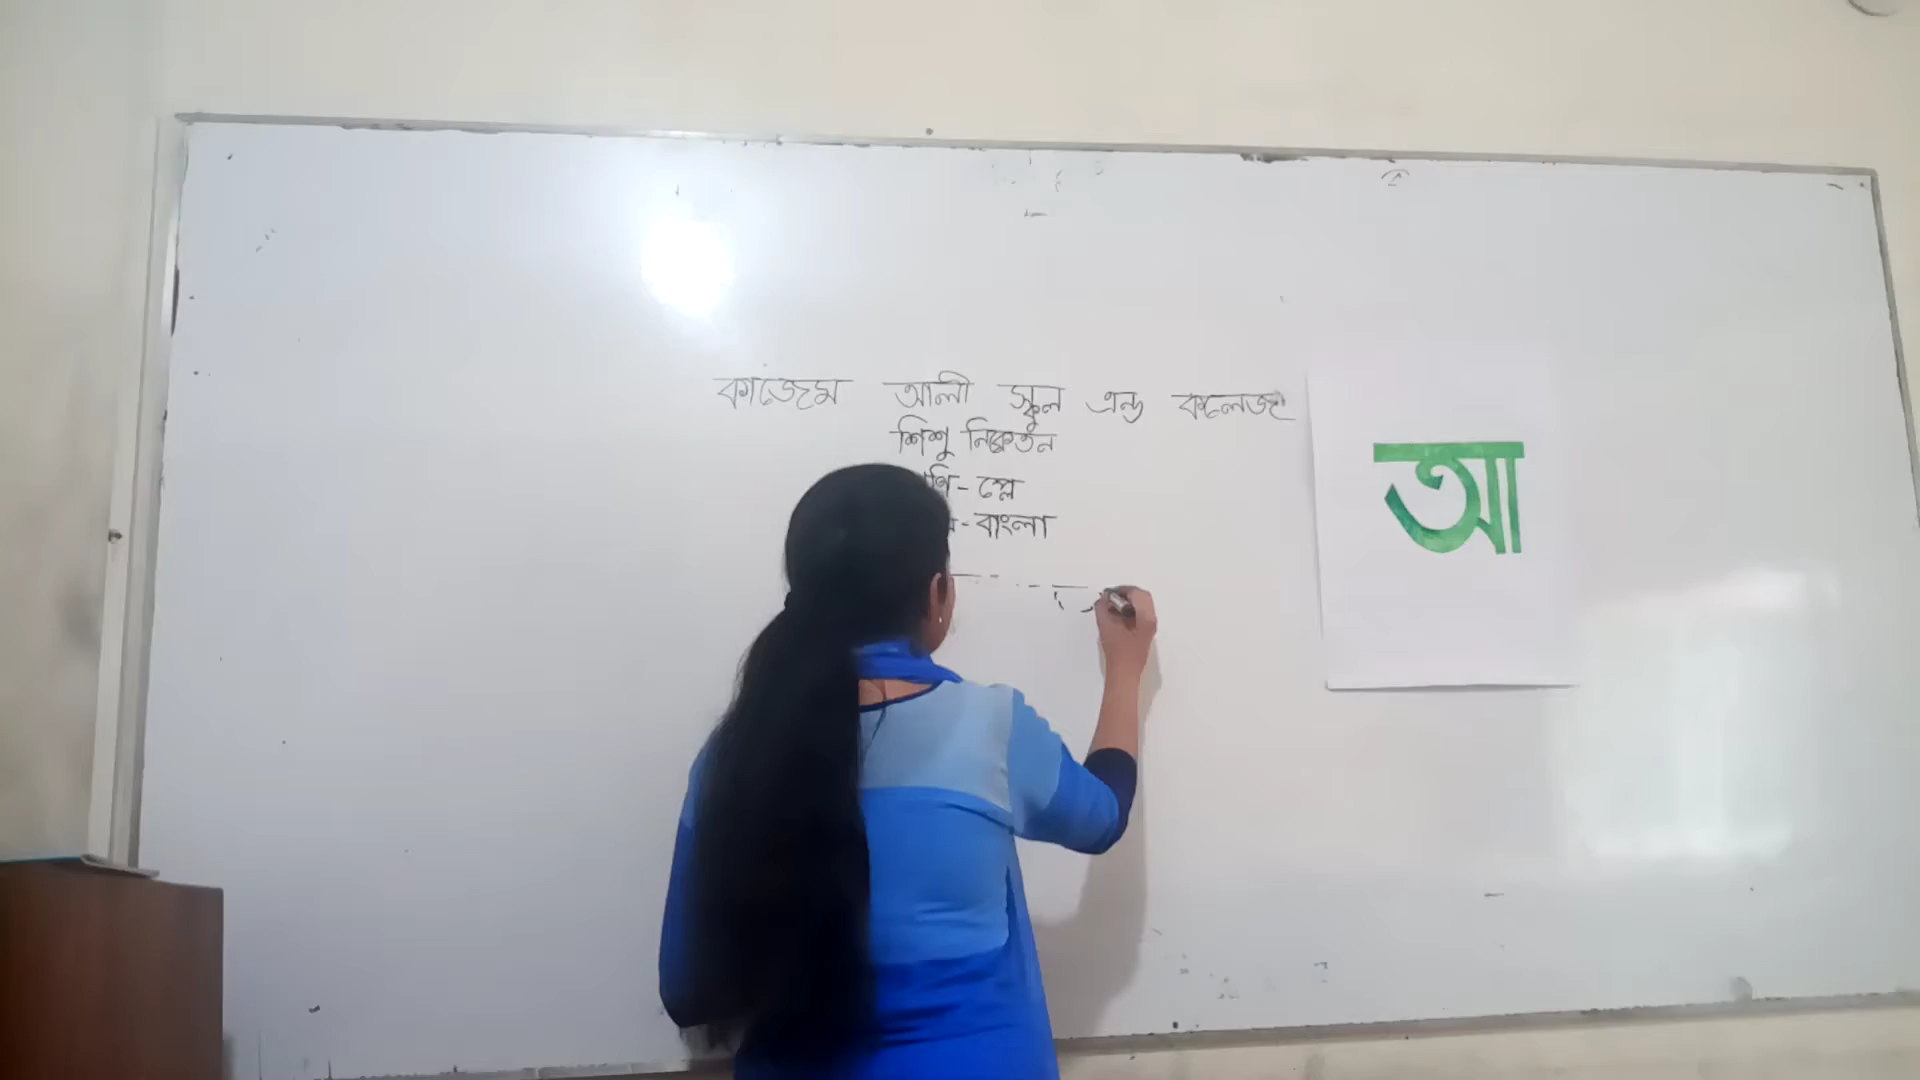 কাজেম আলী স্কুল এন্ড কলেজ
শিশু নিকেতন
- প্লে
- বাংলা
আ